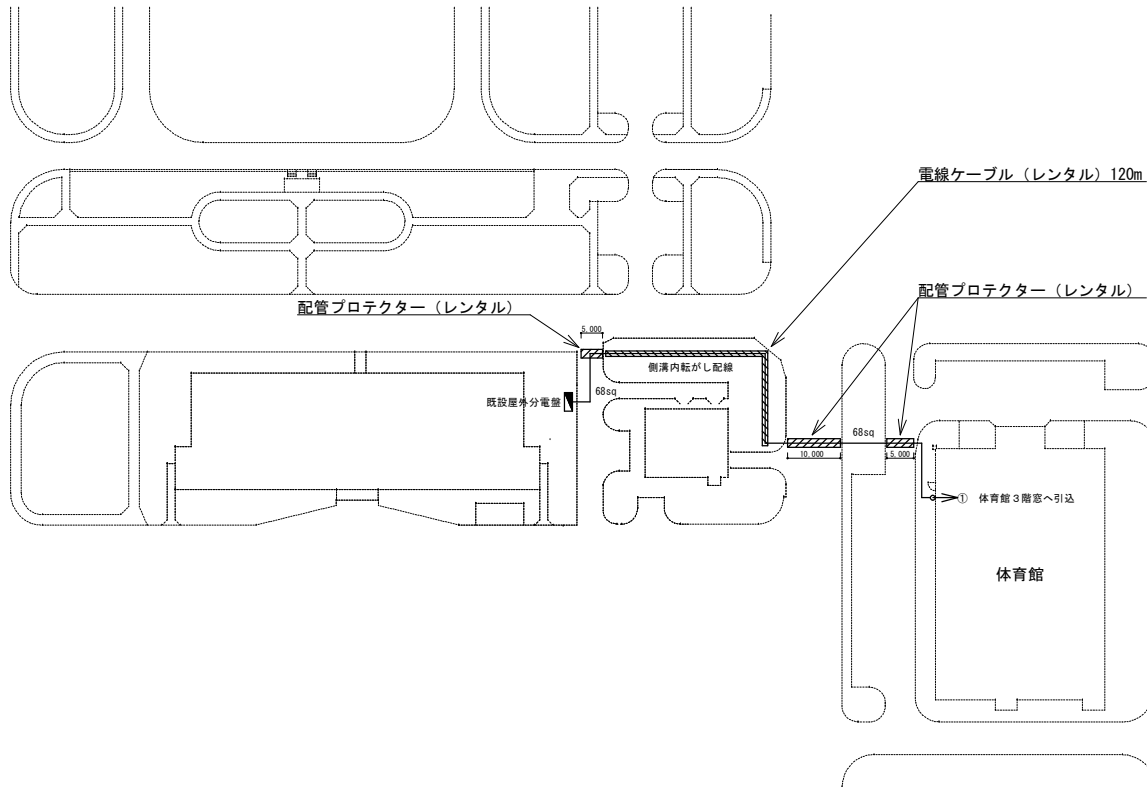 電線ケーブル（レンタル）120m
配管プロテクター（レンタル）
配管プロテクター（レンタル）
5,000
側溝内転がし配線
68sq
既設屋外分電盤
68sq
10,000
5,000
① 体育館３階窓へ引込
体育館